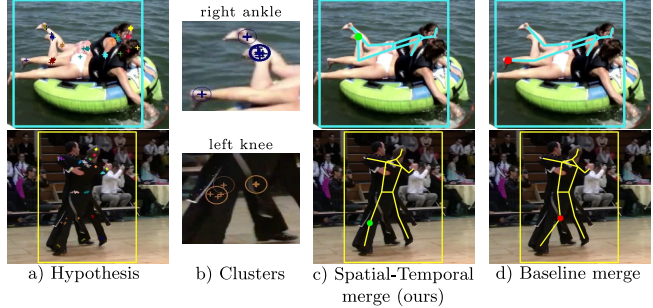 right ankle
left knee
a) Hypothesis
b) Clusters
c) Spatial-Temporal
merge (ours)
d) Baseline merge